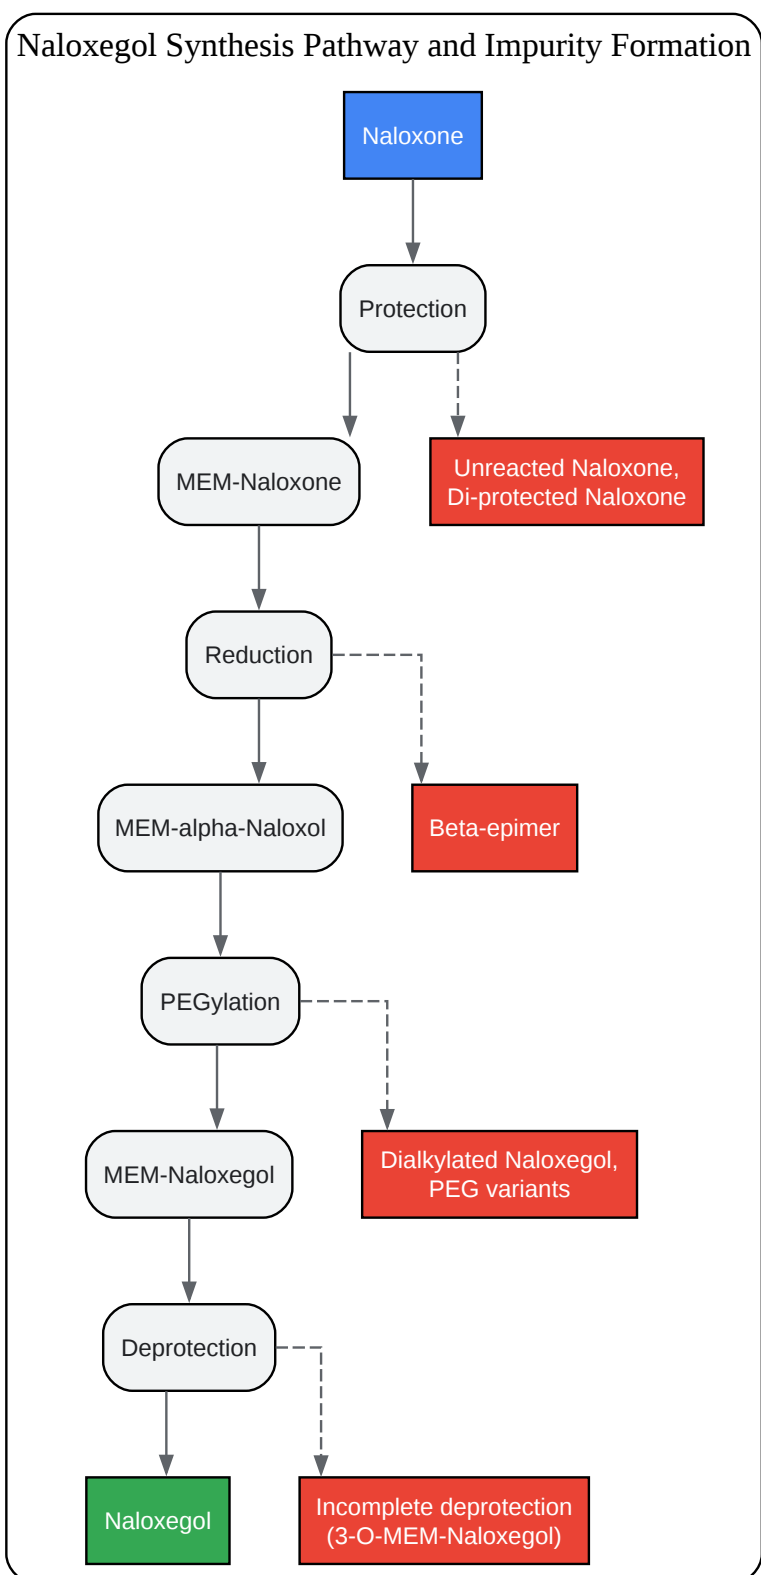 Naloxegol Synthesis Pathway and Impurity Formation
Naloxone
Protection
MEM-Naloxone
Unreacted Naloxone,
Di-protected Naloxone
Reduction
MEM-alpha-Naloxol
Beta-epimer
PEGylation
MEM-Naloxegol
Dialkylated Naloxegol,
PEG variants
Deprotection
Naloxegol
Incomplete deprotection
(3-O-MEM-Naloxegol)